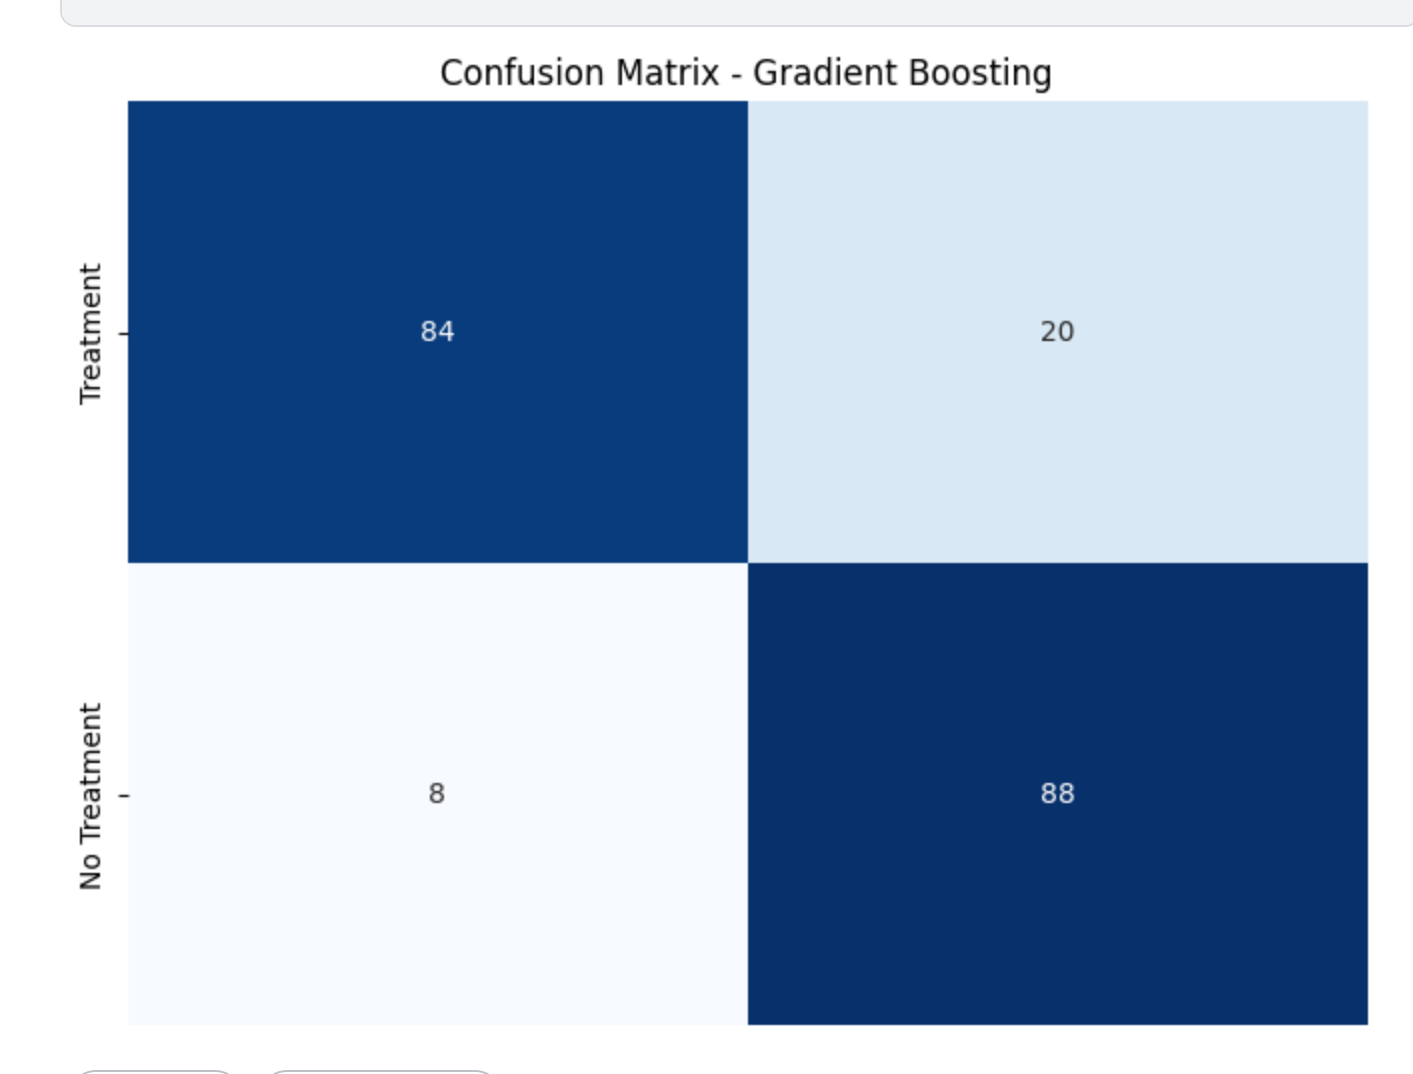 Confusion Matrix - Gradient Boosting
Treatment
84
20
No Treatment
8
88